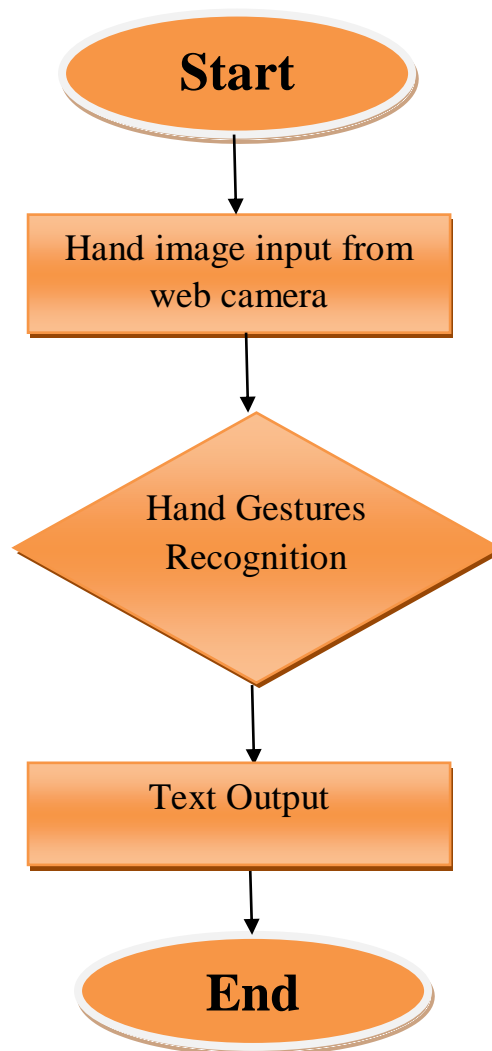 Start
Hand image input from
web camera
Hand Gestures
Recognition
Text Output
End